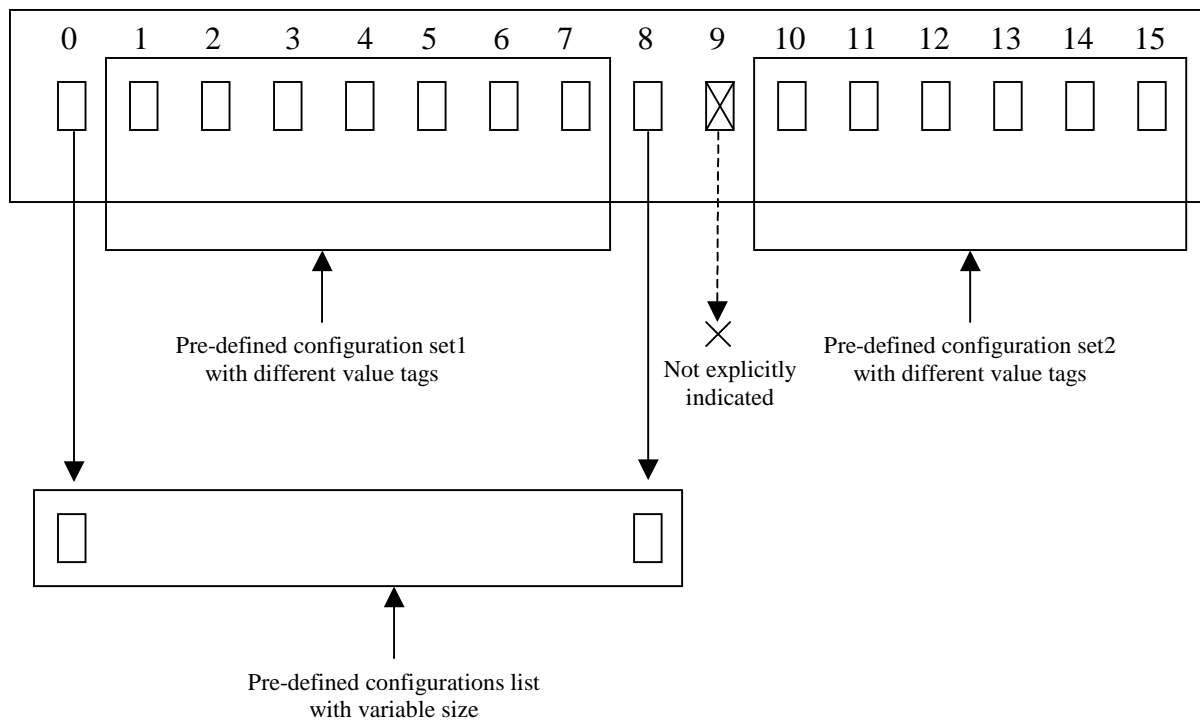 0 1 2 3 4 5 6 7 8 9 10 11 12 13 14 15
Pre-defined configuration set1
with different value tags
Not explicitly
indicated
Pre-defined configuration set2
with different value tags
Pre-defined configurations list
with variable size